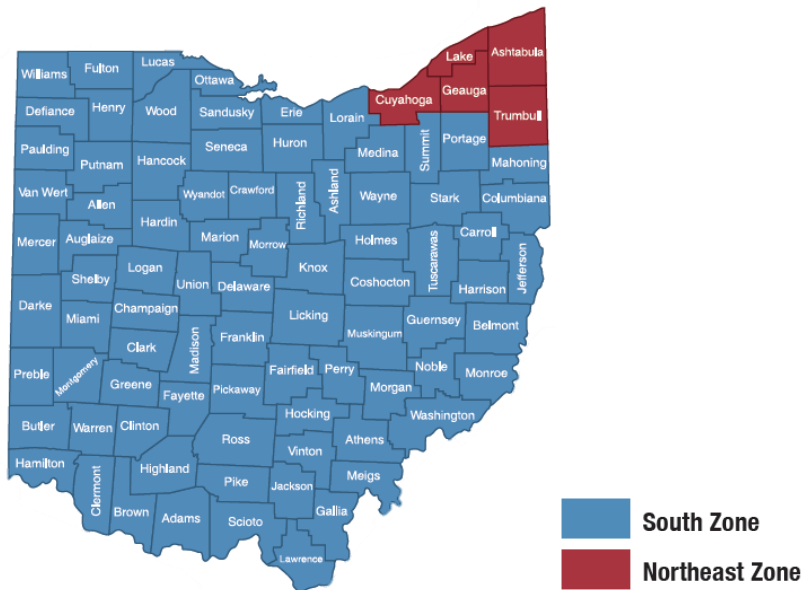 Lake
Ashtabula
Geauga
Cuyahoga
Trumbull
Williams
Fulton
Lucas
Ottawa
Defiance
Henry
Wood
Sandusky
Erie
Lorain
Medina
Summit
Portage
Mahoning
Paulding
Putnam
Hancock
Seneca
Huron
Van Wert
Allen
Wyandot
Crawford
Richland
Ashland
Wayne
Stark
Columbiana
Mercer
Auglaize
Hardin
Marion
Morrow
Holmes
Tuscarawas
Carroll
Jefferson
Shelby
Logan
Union
Delaware
Knox
Coshocton
Harrison
Darke
Miami
Champaign
Clark
Madison
Franklin
Licking
Muskingum
Guernsey
Belmont
Preble
Montgomery
Greene
Fayette
Pickaway
Fairfield
Perry
Morgan
Noble
Monroe
Washington
Butler
Warren
Clinton
Ross
Hocking
Athens
Hamilton
Clermont
Brown
Highland
Adams
Pike
Scioto
Vinton
Jackson
Meigs
Gallia
Lawrence
South Zone
Northeast Zone